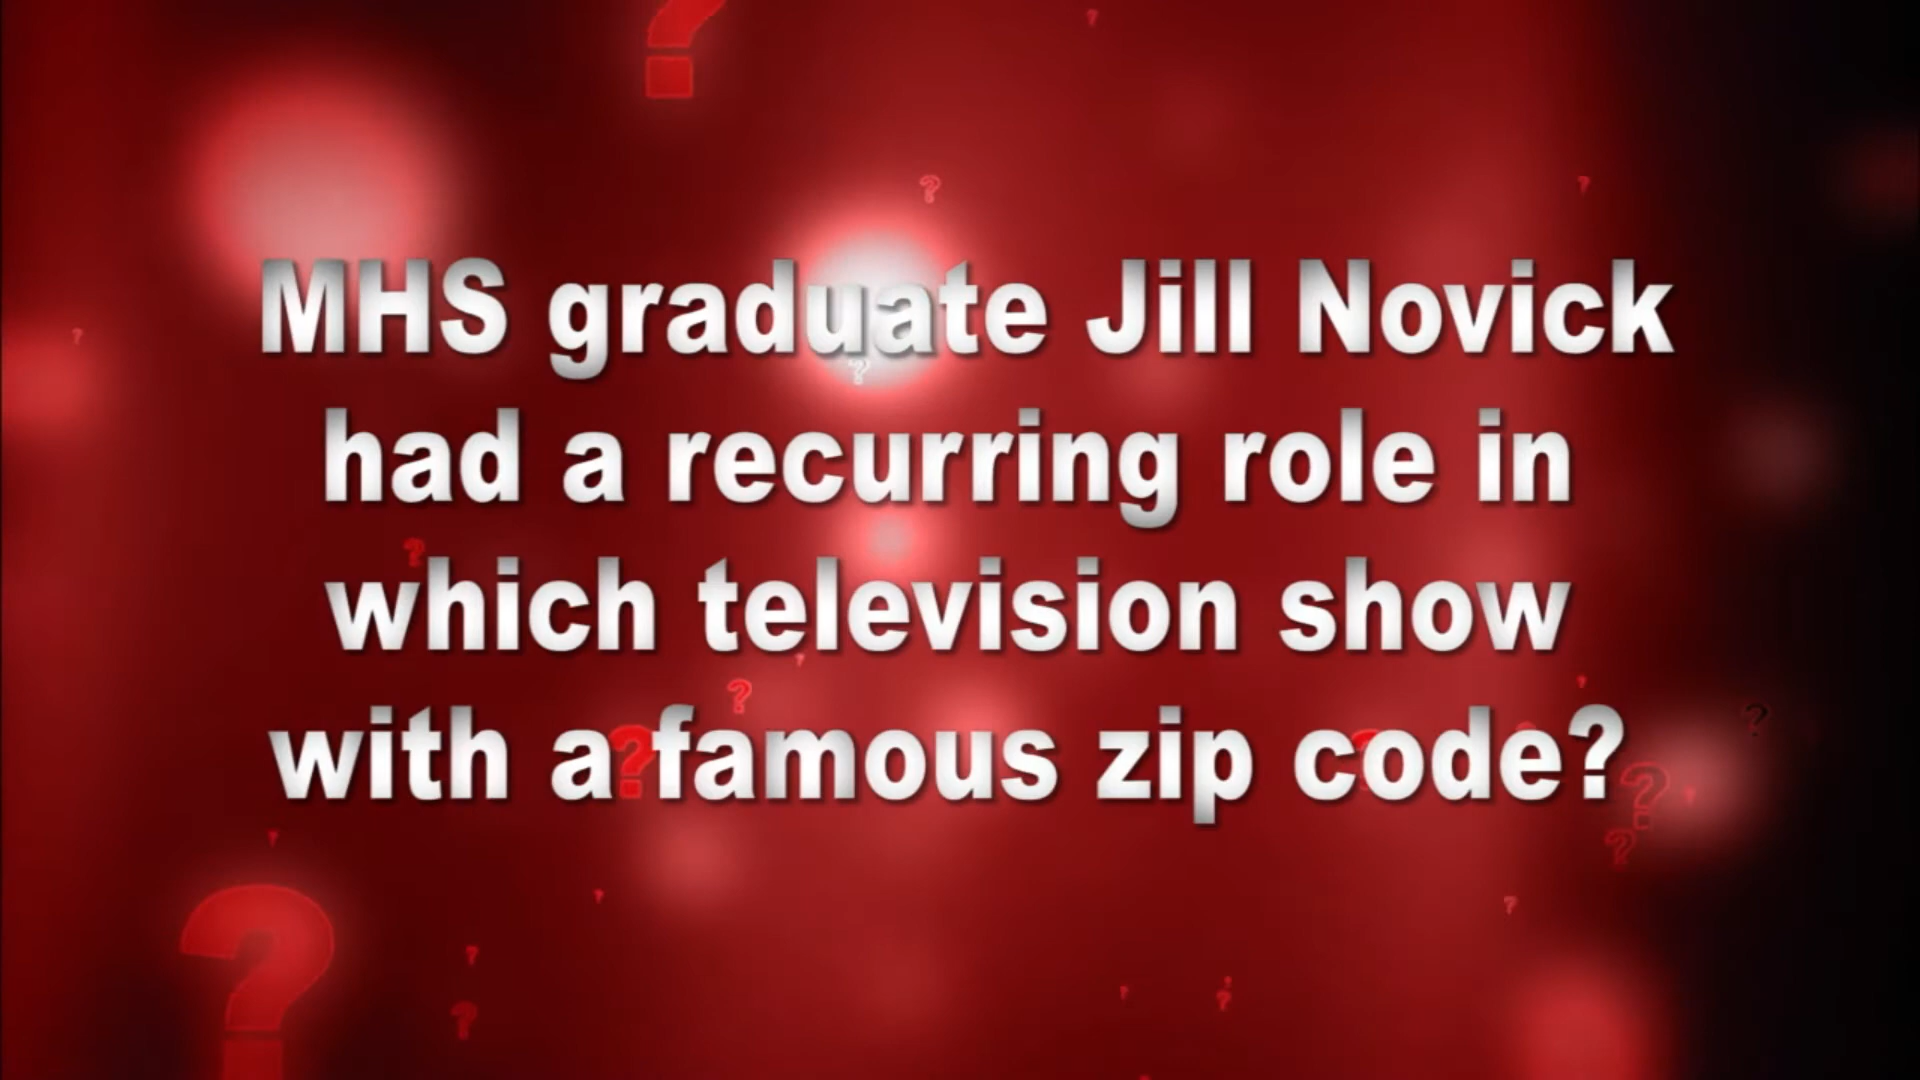 MHS graduate Jill Novick
had a recurring role in
which television show
with a famous zip code?